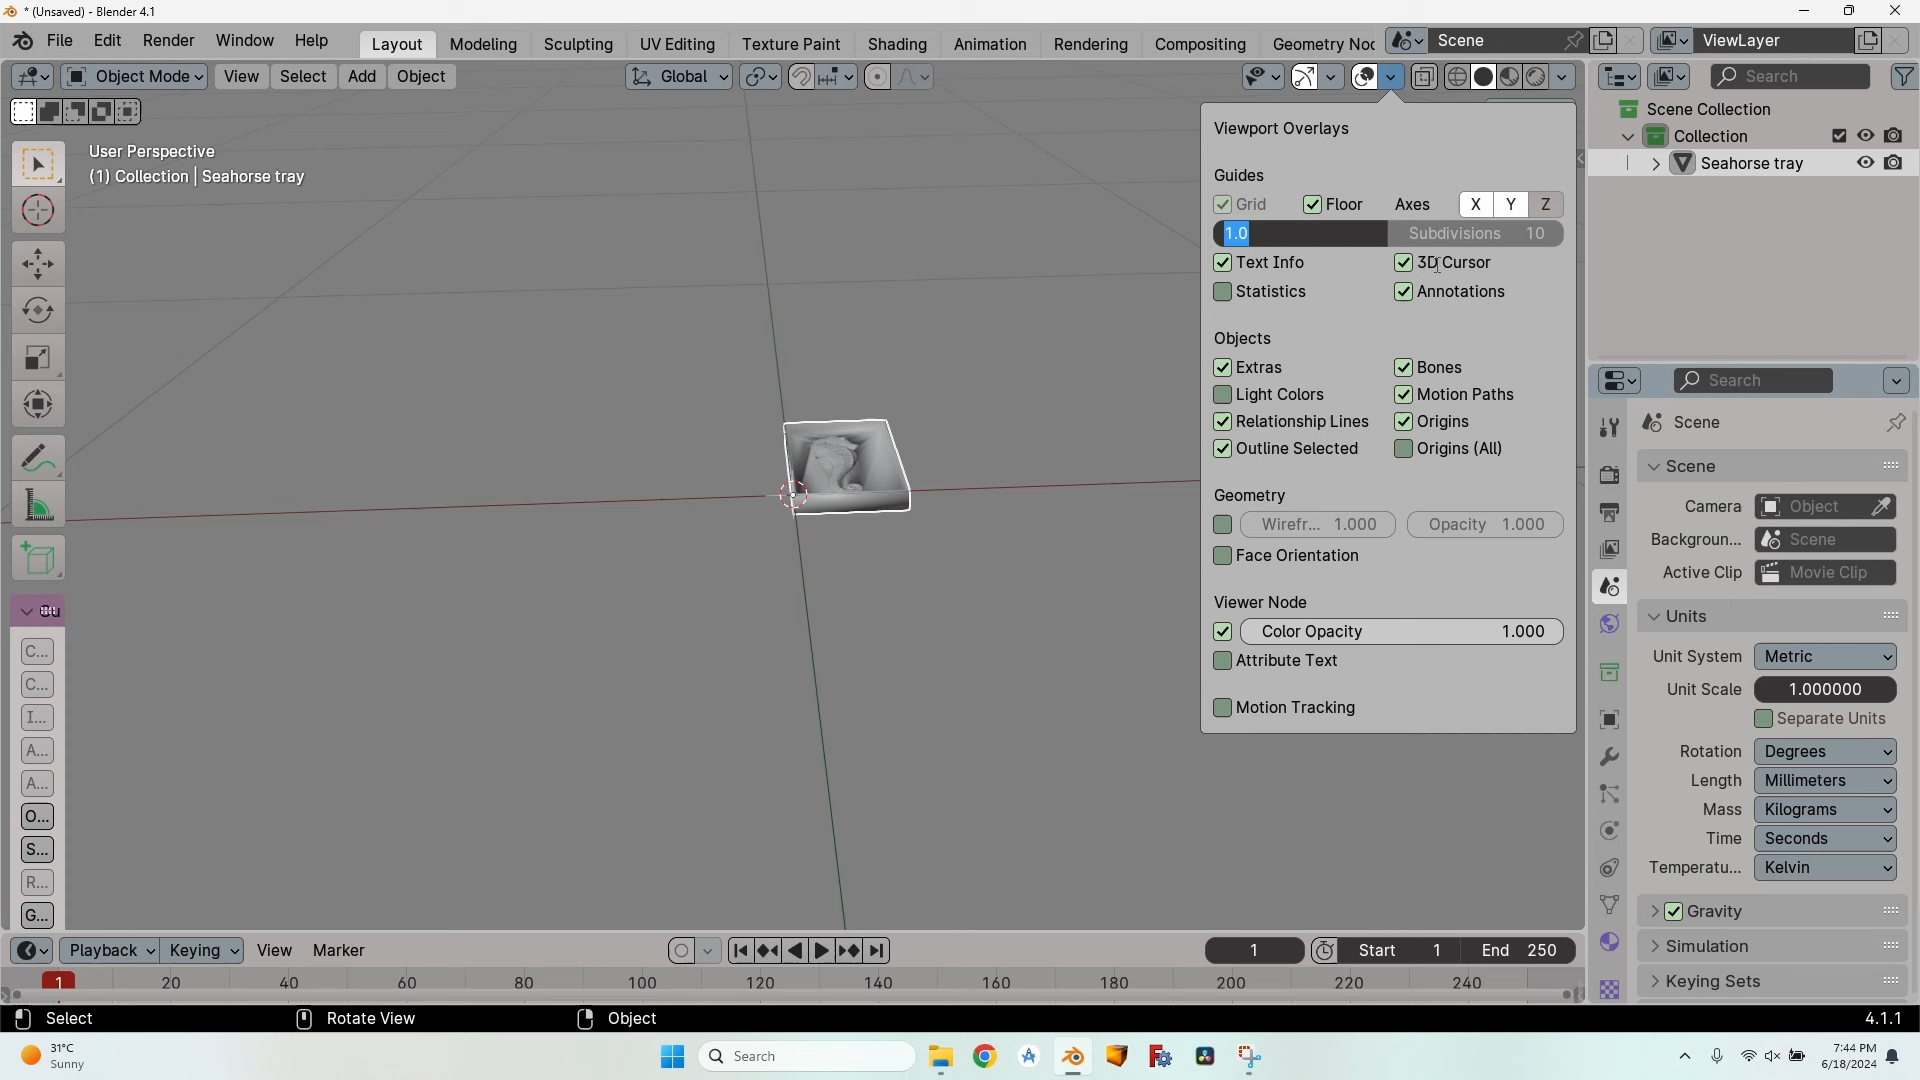 * (Unsaved) - Blender 4.1
File Edit Render Window Help Layout Modeling Sculpting UV Editing Texture Paint Shading Animation Rendering Compositing Geometry Noc Scene ViewLayer
Object Mode View Select Add Object Global Search
User Perspective
(1) Collection | Seahorse tray
Viewport Overlays
Guides
Grid Floor Axes X Y Z
1.0 Subdivisions 10
Text Info 3D Cursor
Statistics Annotations
Objects
Extras Bones
Light Colors Motion Paths
Relationship Lines Origins
Outline Selected Origins (All)
Geometry
Wirefr... 1.000 Opacity 1.000
Face Orientation
Viewer Node
Color Opacity 1.000
Attribute Text
Motion Tracking
Scene Collection
Collection
Seahorse tray
Search
Scene
Scene
Camera Object
Backgroun... Scene
Active Clip Movie Clip
Units
Unit System Metric
Unit Scale 1.000000
Separate Units
Rotation Degrees
Length Millimeters
Mass Kilograms
Time Seconds
Temperatu... Kelvin
Gravity
Simulation
Keying Sets
C...
C...
I...
A...
A...
O...
S...
R...
G...
Playback Keying View Marker 1 Start 1 End 250
1 20 40 60 80 100 120 140 160 180 200 220 240
Select Rotate View Object 4.1.1
31°C
Sunny
Search
7:44 PM
6/18/2024